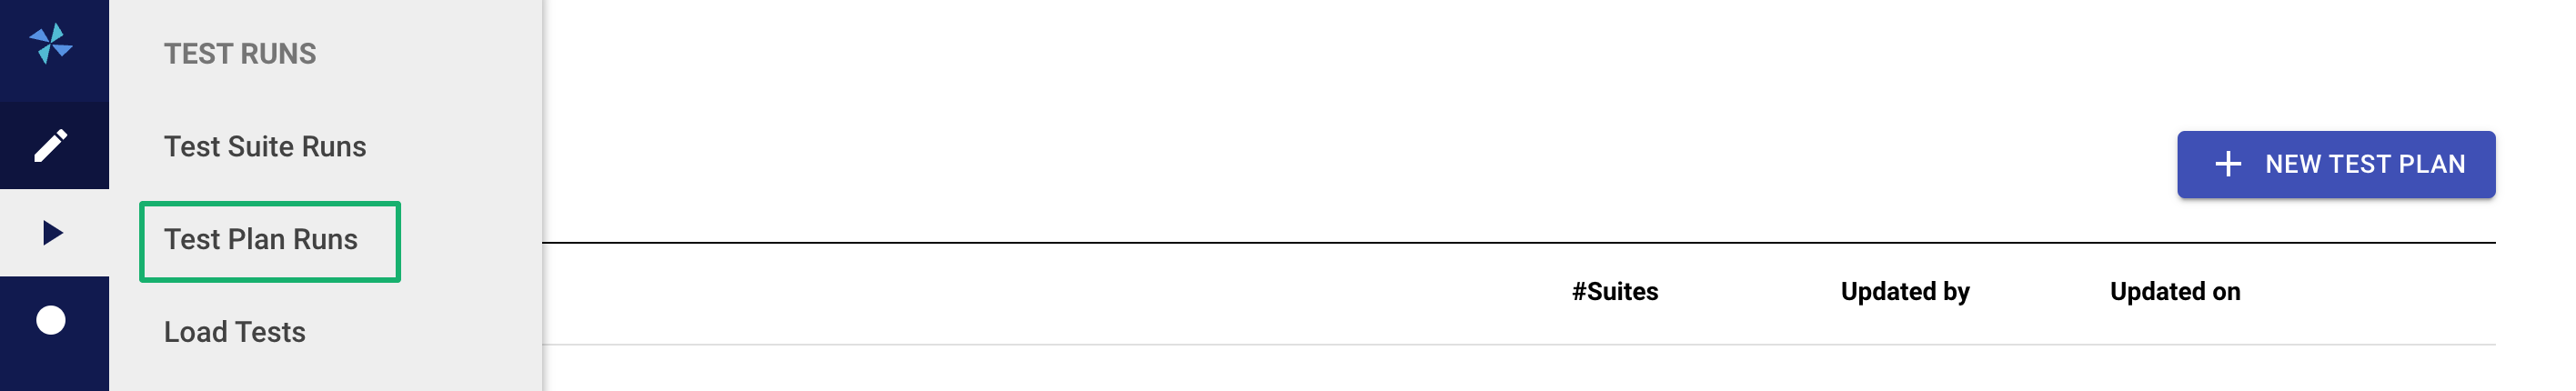 TEST RUNS
Test Suite Runs
Test Plan Runs
Load Tests
NEW TEST PLAN
#Suites Updated by Updated on